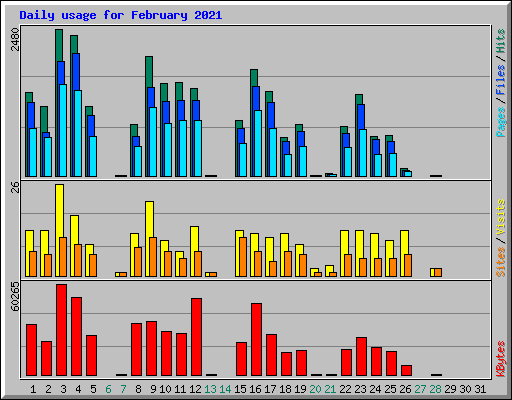 Daily usage for February 2021
2480
Pages / Files / Hits
26
Sites / Visits
60265
KBytes
1 2 3 4 5 6 7 8 9 10 11 12 13 14 15 16 17 18 19 20 21 22 23 24 25 26 27 28 29 30 31